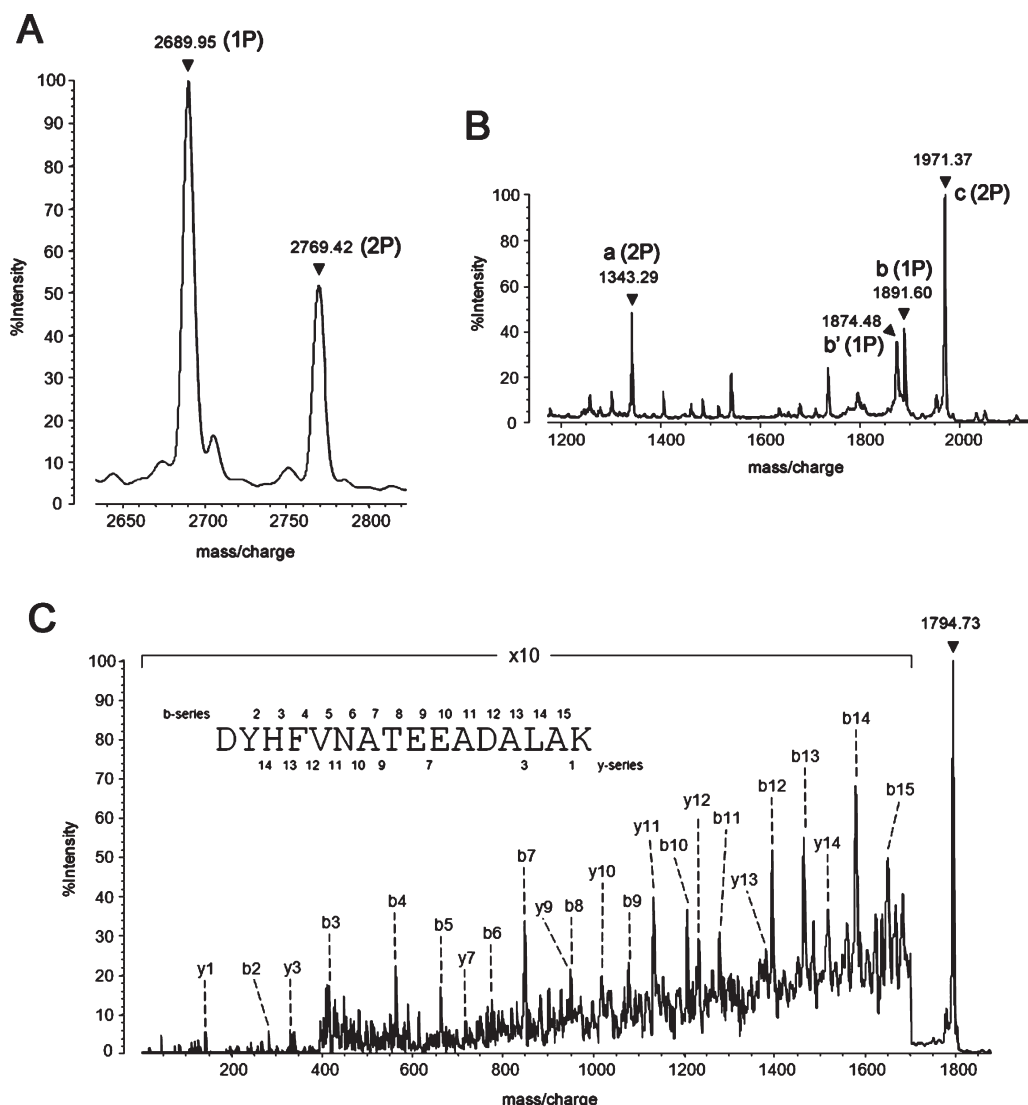 A
2689.95 (1P)
2769.42 (2P)
100
90
80
70
60
50
40
30
20
10
0
%Intensity
2650 2700 2750 2800
mass/charge
B
1971.37
c (2P)
a (2P)
1343.29
b (1P)
1891.60
1874.48
b' (1P)
100
80
60
40
20
0
%Intensity
1200 1400 1600 1800 2000
mass/charge
C
1794.73
x10
100
90
80
70
60
50
40
30
20
10
0
%Intensity
b-series 2 3 4 5 6 7 8 9 10 11 12 13 14 15
DYHFVNATEEADALAK
14 13 12 11 10 9 7 3 1 y-series
y1
b2
y3
b3
b4
b5
y7
b6
b7
y9
b8
y10
b9
y11
b10
y12
b11
y13
b12
b13
y14
b14
b15
200 400 600 800 1000 1200 1400 1600 1800
mass/charge